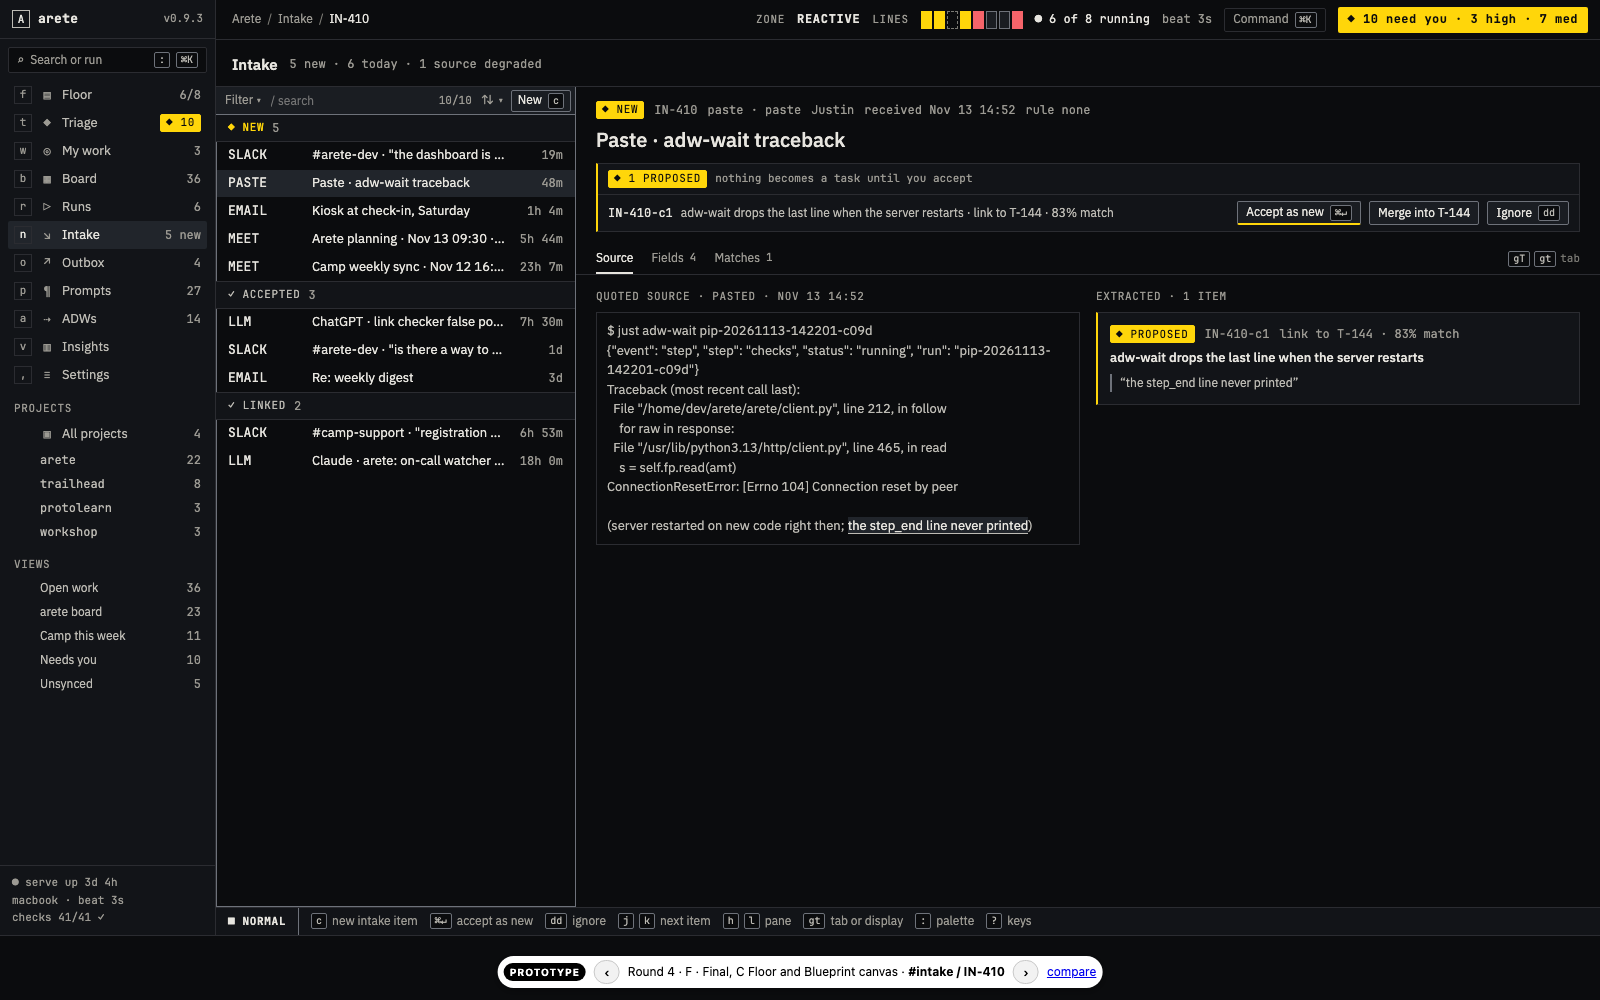 A arete v0.9.3
Search or run : ⌘K
f Floor 6/8
t Triage ◆ 10
w My work 3
b Board 36
r Runs 6
n Intake 5 new
o Outbox 4
p Prompts 27
a ADWs 14
v Insights
, Settings
PROJECTS
All projects 4
arete 22
trailhead 8
protolearn 3
workshop 3
VIEWS
Open work 36
arete board 23
Camp this week 11
Needs you 10
Unsynced 5
serve up 3d 4h
macbook · beat 3s
checks 41/41 ✓
Arete / Intake / IN-410
ZONE REACTIVE LINES 6 of 8 running beat 3s Command ⌘K ◆ 10 need you · 3 high · 7 med
Intake 5 new · 6 today · 1 source degraded
Filter / search 10/10 New c
◆ NEW 5
SLACK #arete-dev · "the dashboard is ... 19m
PASTE Paste · adw-wait traceback 48m
EMAIL Kiosk at check-in, Saturday 1h 4m
MEET Arete planning · Nov 13 09:30 ·... 5h 44m
MEET Camp weekly sync · Nov 12 16:... 23h 7m
✓ ACCEPTED 3
LLM ChatGPT · link checker false po... 7h 30m
SLACK #arete-dev · "is there a way to ... 1d
EMAIL Re: weekly digest 3d
✓ LINKED 2
SLACK #camp-support · "registration ... 6h 53m
LLM Claude · arete: on-call watcher ... 18h 0m
◆ NEW IN-410 paste · paste Justin received Nov 13 14:52 rule none
Paste · adw-wait traceback
◆ 1 PROPOSED nothing becomes a task until you accept
IN-410-c1 adw-wait drops the last line when the server restarts · link to T-144 · 83% match Accept as new ⌘↵ Merge into T-144 Ignore dd
Source Fields 4 Matches 1 gT gt tab
QUOTED SOURCE · PASTED · NOV 13 14:52
$ just adw-wait pip-20261113-142201-c09d
{"event": "step", "step": "checks", "status": "running", "run": "pip-20261113-
142201-c09d"}
Traceback (most recent call last):
File "/home/dev/arete/arete/client.py", line 212, in follow
for raw in response:
File "/usr/lib/python3.13/http/client.py", line 465, in read
s = self.fp.read(amt)
ConnectionResetError: [Errno 104] Connection reset by peer
(server restarted on new code right then; the step_end line never printed)
EXTRACTED · 1 ITEM
◆ PROPOSED IN-410-c1 link to T-144 · 83% match
adw-wait drops the last line when the server restarts
“the step_end line never printed”
NORMAL c new intake item ⌘↵ accept as new dd ignore j k next item h l pane gt tab or display : palette ? keys
PROTOTYPE ‹ Round 4 · F · Final, C Floor and Blueprint canvas · #intake / IN-410 › compare